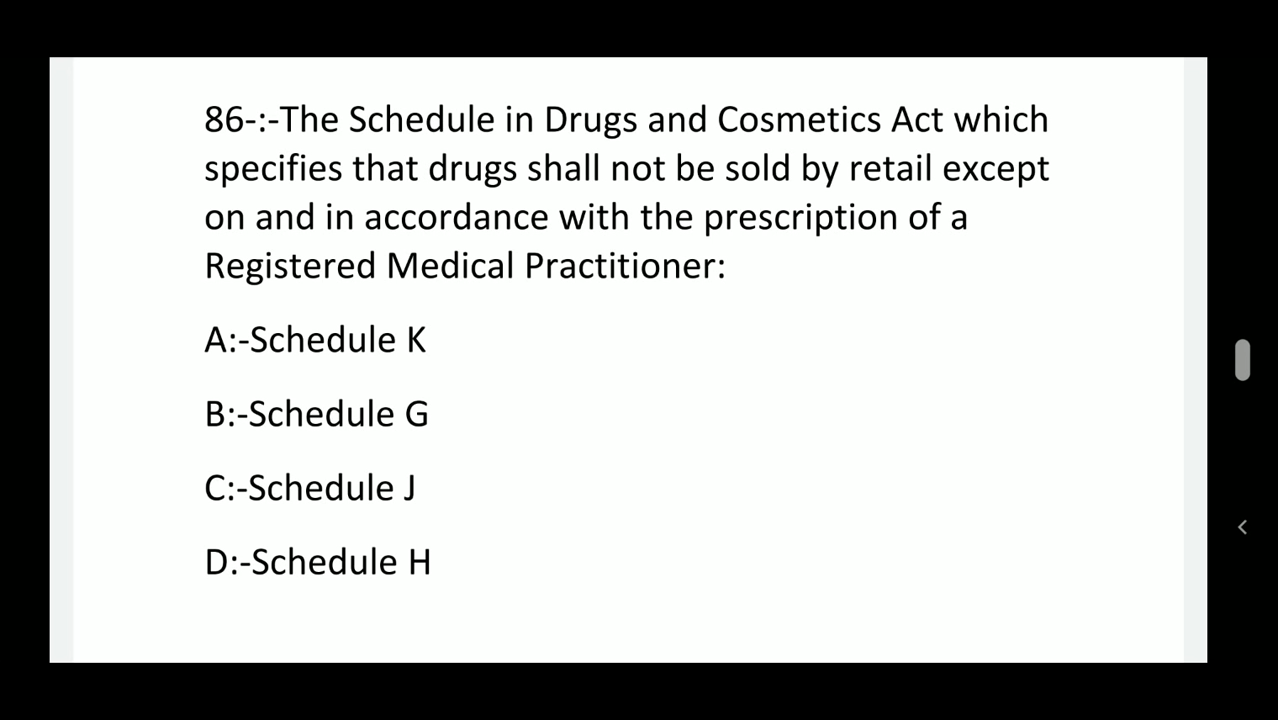 86-:-The Schedule in Drugs and Cosmetics Act which
specifies that drugs shall not be sold by retail except
on and in accordance with the prescription of a
Registered Medical Practitioner:
A:-Schedule K
B:-Schedule G
C:-Schedule J
D:-Schedule H